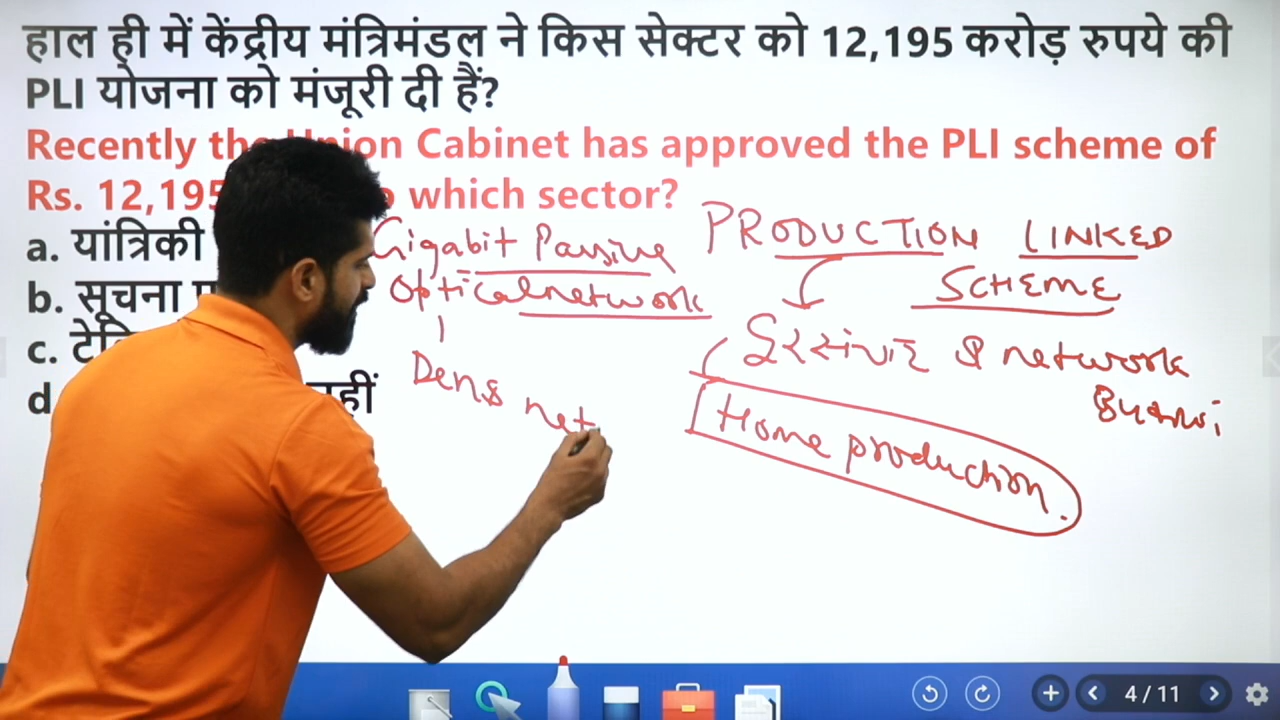 हाल ही में केंद्रीय मंत्रिमंडल ने किस सेक्टर को 12,195 करोड़ रुपये की
PLI योजना को मंजूरी दी हैं?
Recently the Union Cabinet has approved the PLI scheme of
Rs. 12,195 which sector?
a. यांत्रिकी
b. सूचना
c.
d नहीं
Gigabit Passive
Optical network
Dens net
PRODUCTION LINKED
SCHEME
दूरसंचार & network
Home production.
4 / 11